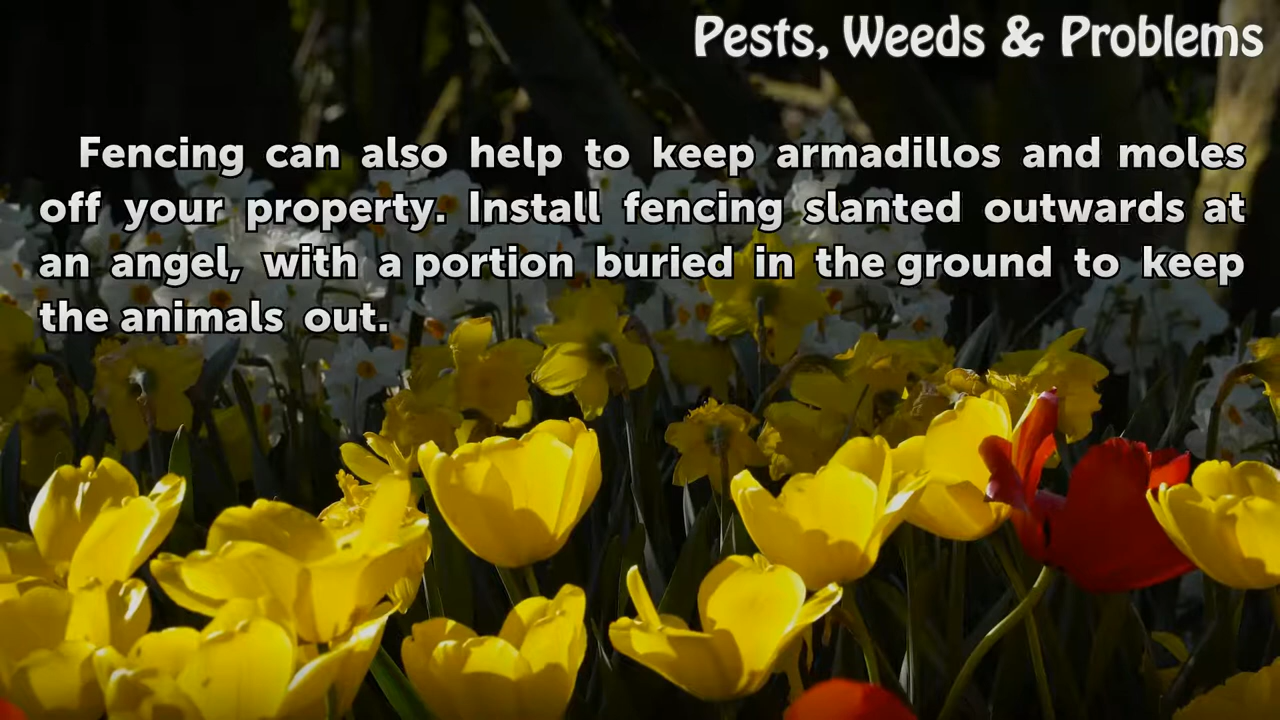 Pests, Weeds & Problems
Fencing can also help to keep armadillos and moles
off your property. Install fencing slanted outwards at
an angel, with a portion buried in the ground to keep
the animals out.